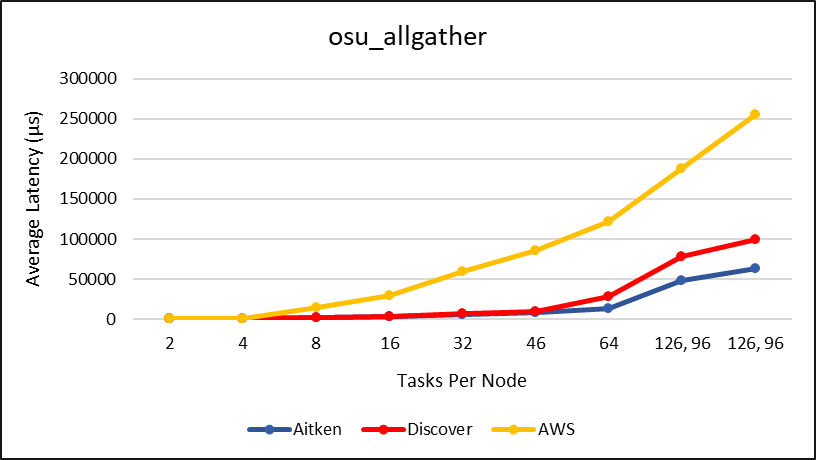 osu_allgather
300000
250000
200000
150000
100000
50000
0
Average Latency (µs)
2 4 8 16 32 46 64 126, 96 126, 96
Tasks Per Node
Aitken Discover AWS